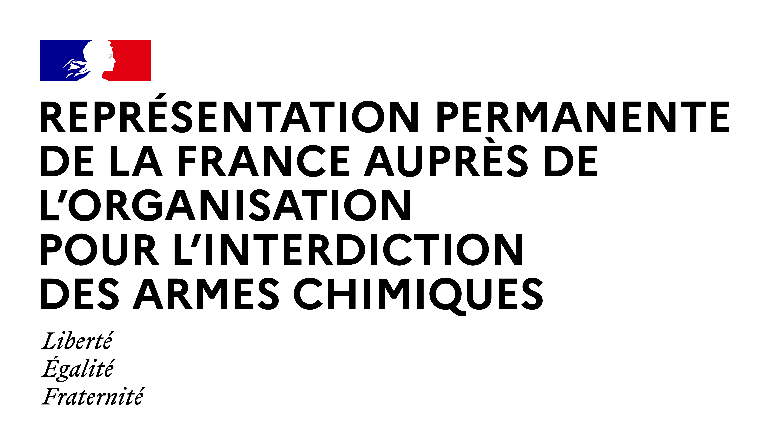 REPRÉSENTATION PERMANENTE
DE LA FRANCE AUPRÈS DE
L’ORGANISATION
POUR L’INTERDICTION
DES ARMES CHIMIQUES
Liberté
Égalité
Fraternité